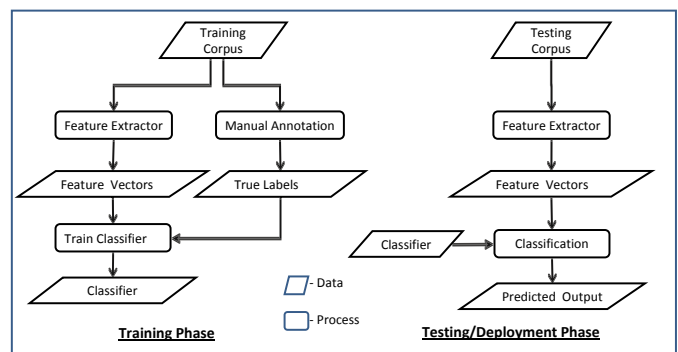 Training
Corpus
Feature Extractor
Manual Annotation
Feature Vectors
True Labels
Train Classifier
Classifier
Training Phase
- Data
- Process
Testing
Corpus
Feature Extractor
Feature Vectors
Classifier
Classification
Predicted Output
Testing/Deployment Phase